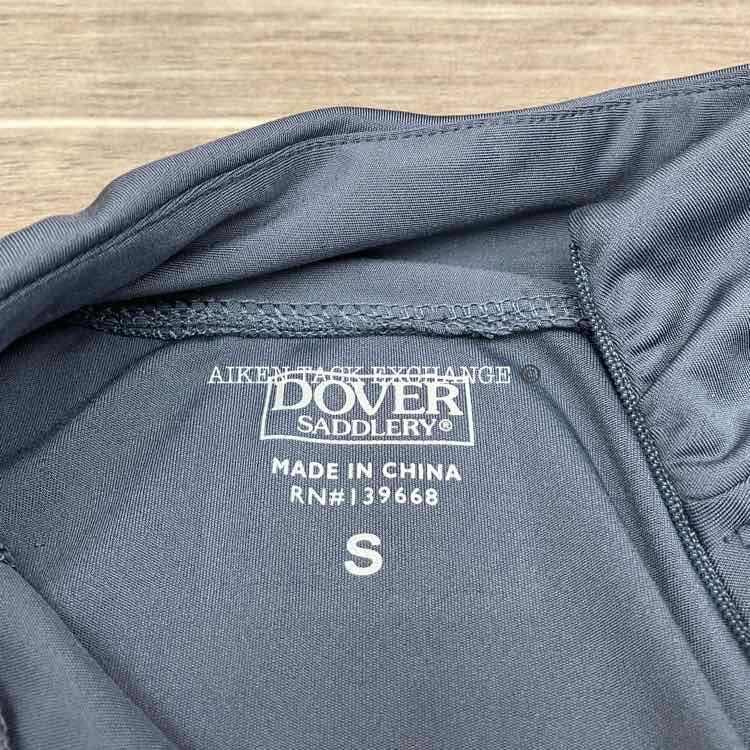 AIKEN TACK EXCHANGE ©
DOVER
SADDLERY®
MADE IN CHINA
RN#139668
S